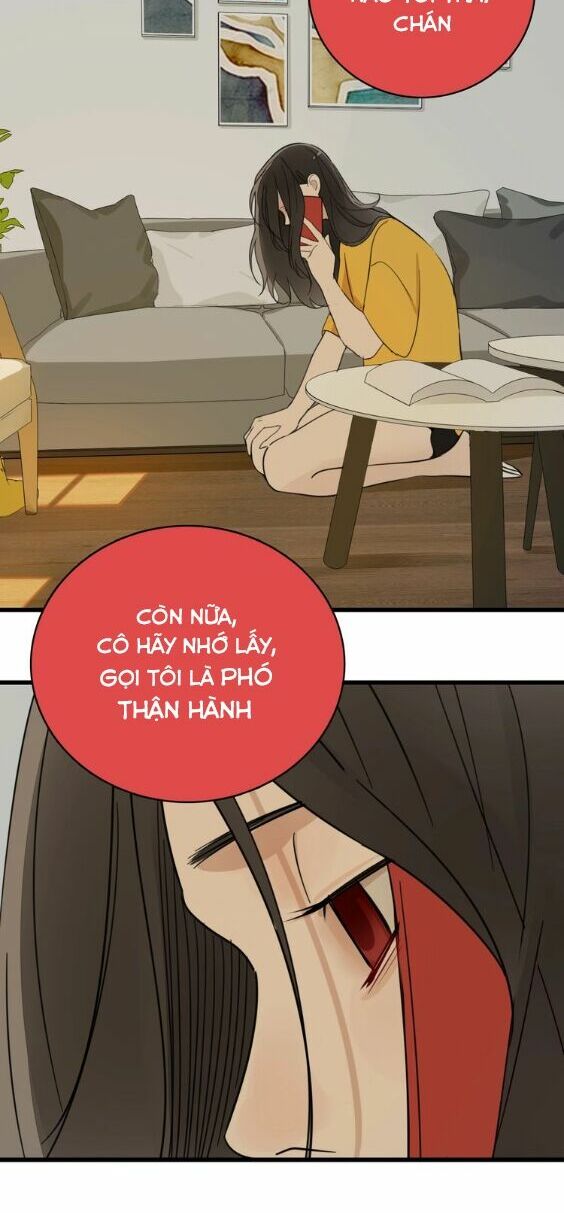 CHÁN
CÒN NỮA,
CÔ HÃY NHỚ LẤY,
GỌI TÔI LÀ PHÓ
THẬN HÀNH